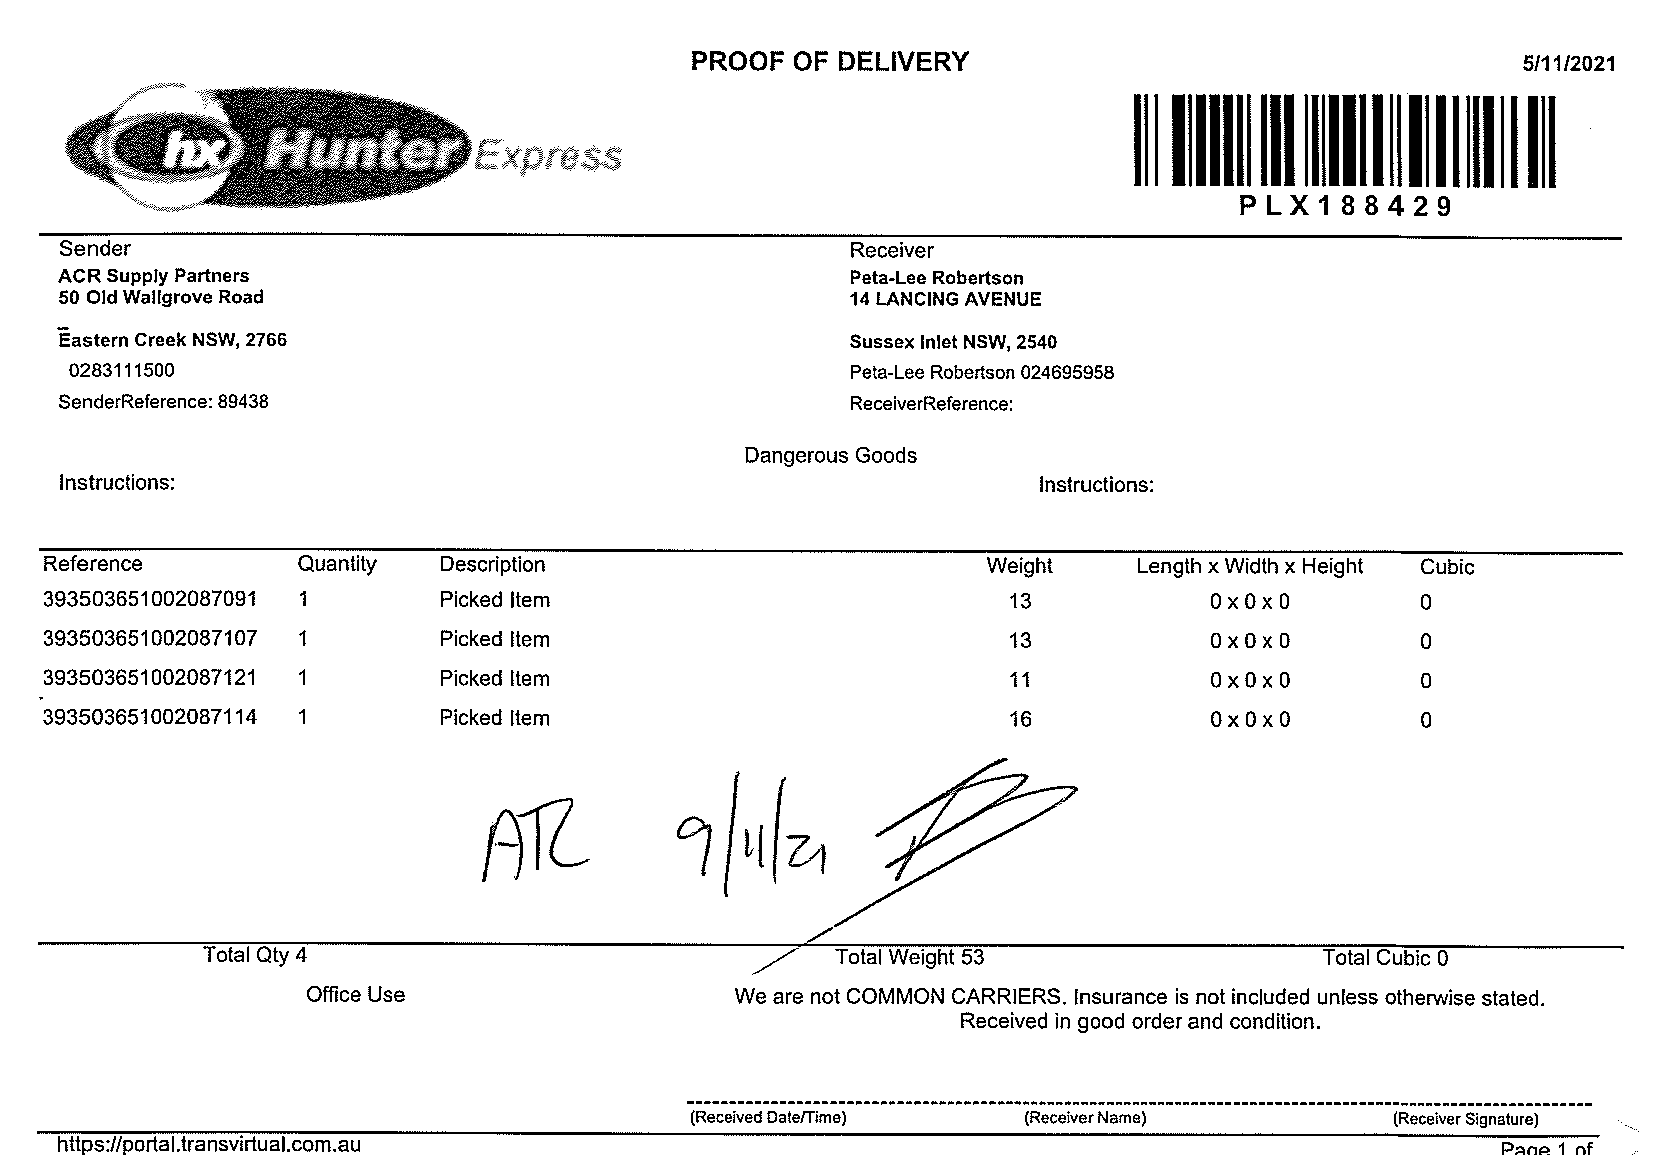 PROOF OF DELIVERY
5/11/2021
hx Hunter Express
PLX188429
Sender
ACR Supply Partners
50 Old Wallgrove Road
Eastern Creek NSW, 2766
0283111500
SenderReference: 89438
Receiver
Peta-Lee Robertson
14 LANCING AVENUE
Sussex Inlet NSW, 2540
Peta-Lee Robertson 024695958
ReceiverReference:
Dangerous Goods
Instructions:
Instructions:
Reference Quantity Description Weight Length x Width x Height Cubic
393503651002087091 1 Picked Item 13 0 x 0 x 0 0
393503651002087107 1 Picked Item 13 0 x 0 x 0 0
393503651002087121 1 Picked Item 11 0 x 0 x 0 0
393503651002087114 1 Picked Item 16 0 x 0 x 0 0
9/11/21
Total Qty 4 Total Weight 53 Total Cubic 0
Office Use
We are not COMMON CARRIERS. Insurance is not included unless otherwise stated.
Received in good order and condition.
(Received Date/Time) (Receiver Name) (Receiver Signature)
https://portal.transvirtual.com.au
Page 1 of